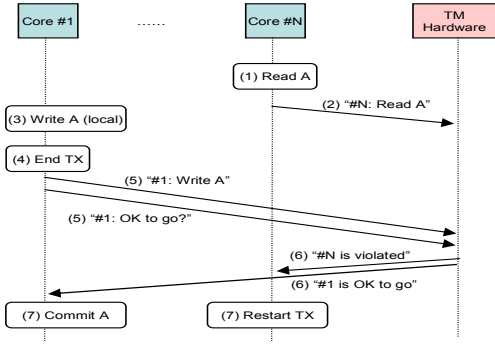 Core #1
......
Core #N
TM
Hardware
(1) Read A
(2) “#N: Read A”
(3) Write A (local)
(4) End TX
(5) “#1: Write A”
(5) “#1: OK to go?”
(6) “#N is violated”
(6) “#1 is OK to go”
(7) Commit A
(7) Restart TX